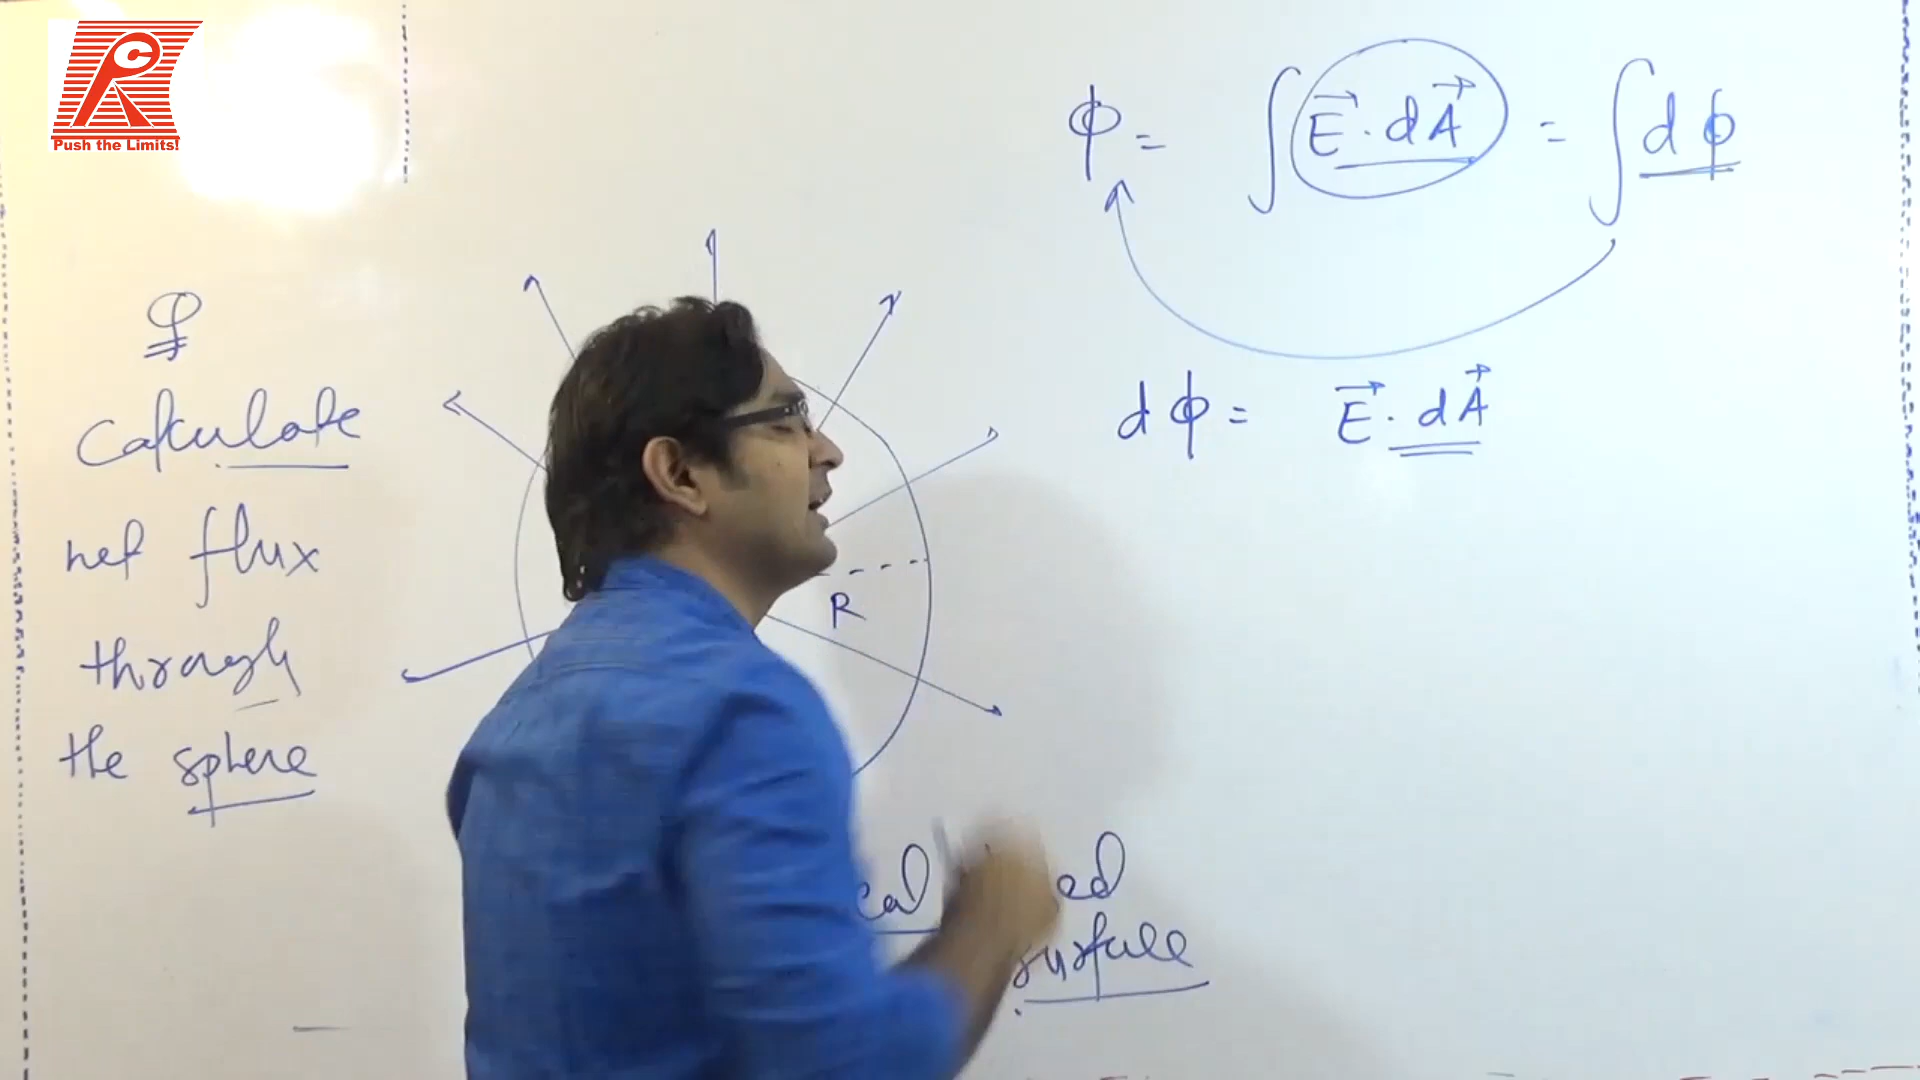 Push the Limits!
Q
Calculate
net flux
through
the sphere
R
ϕ = ∫ E⃗ · dA⃗ = ∫ dϕ
dϕ = E⃗ · dA⃗
surface